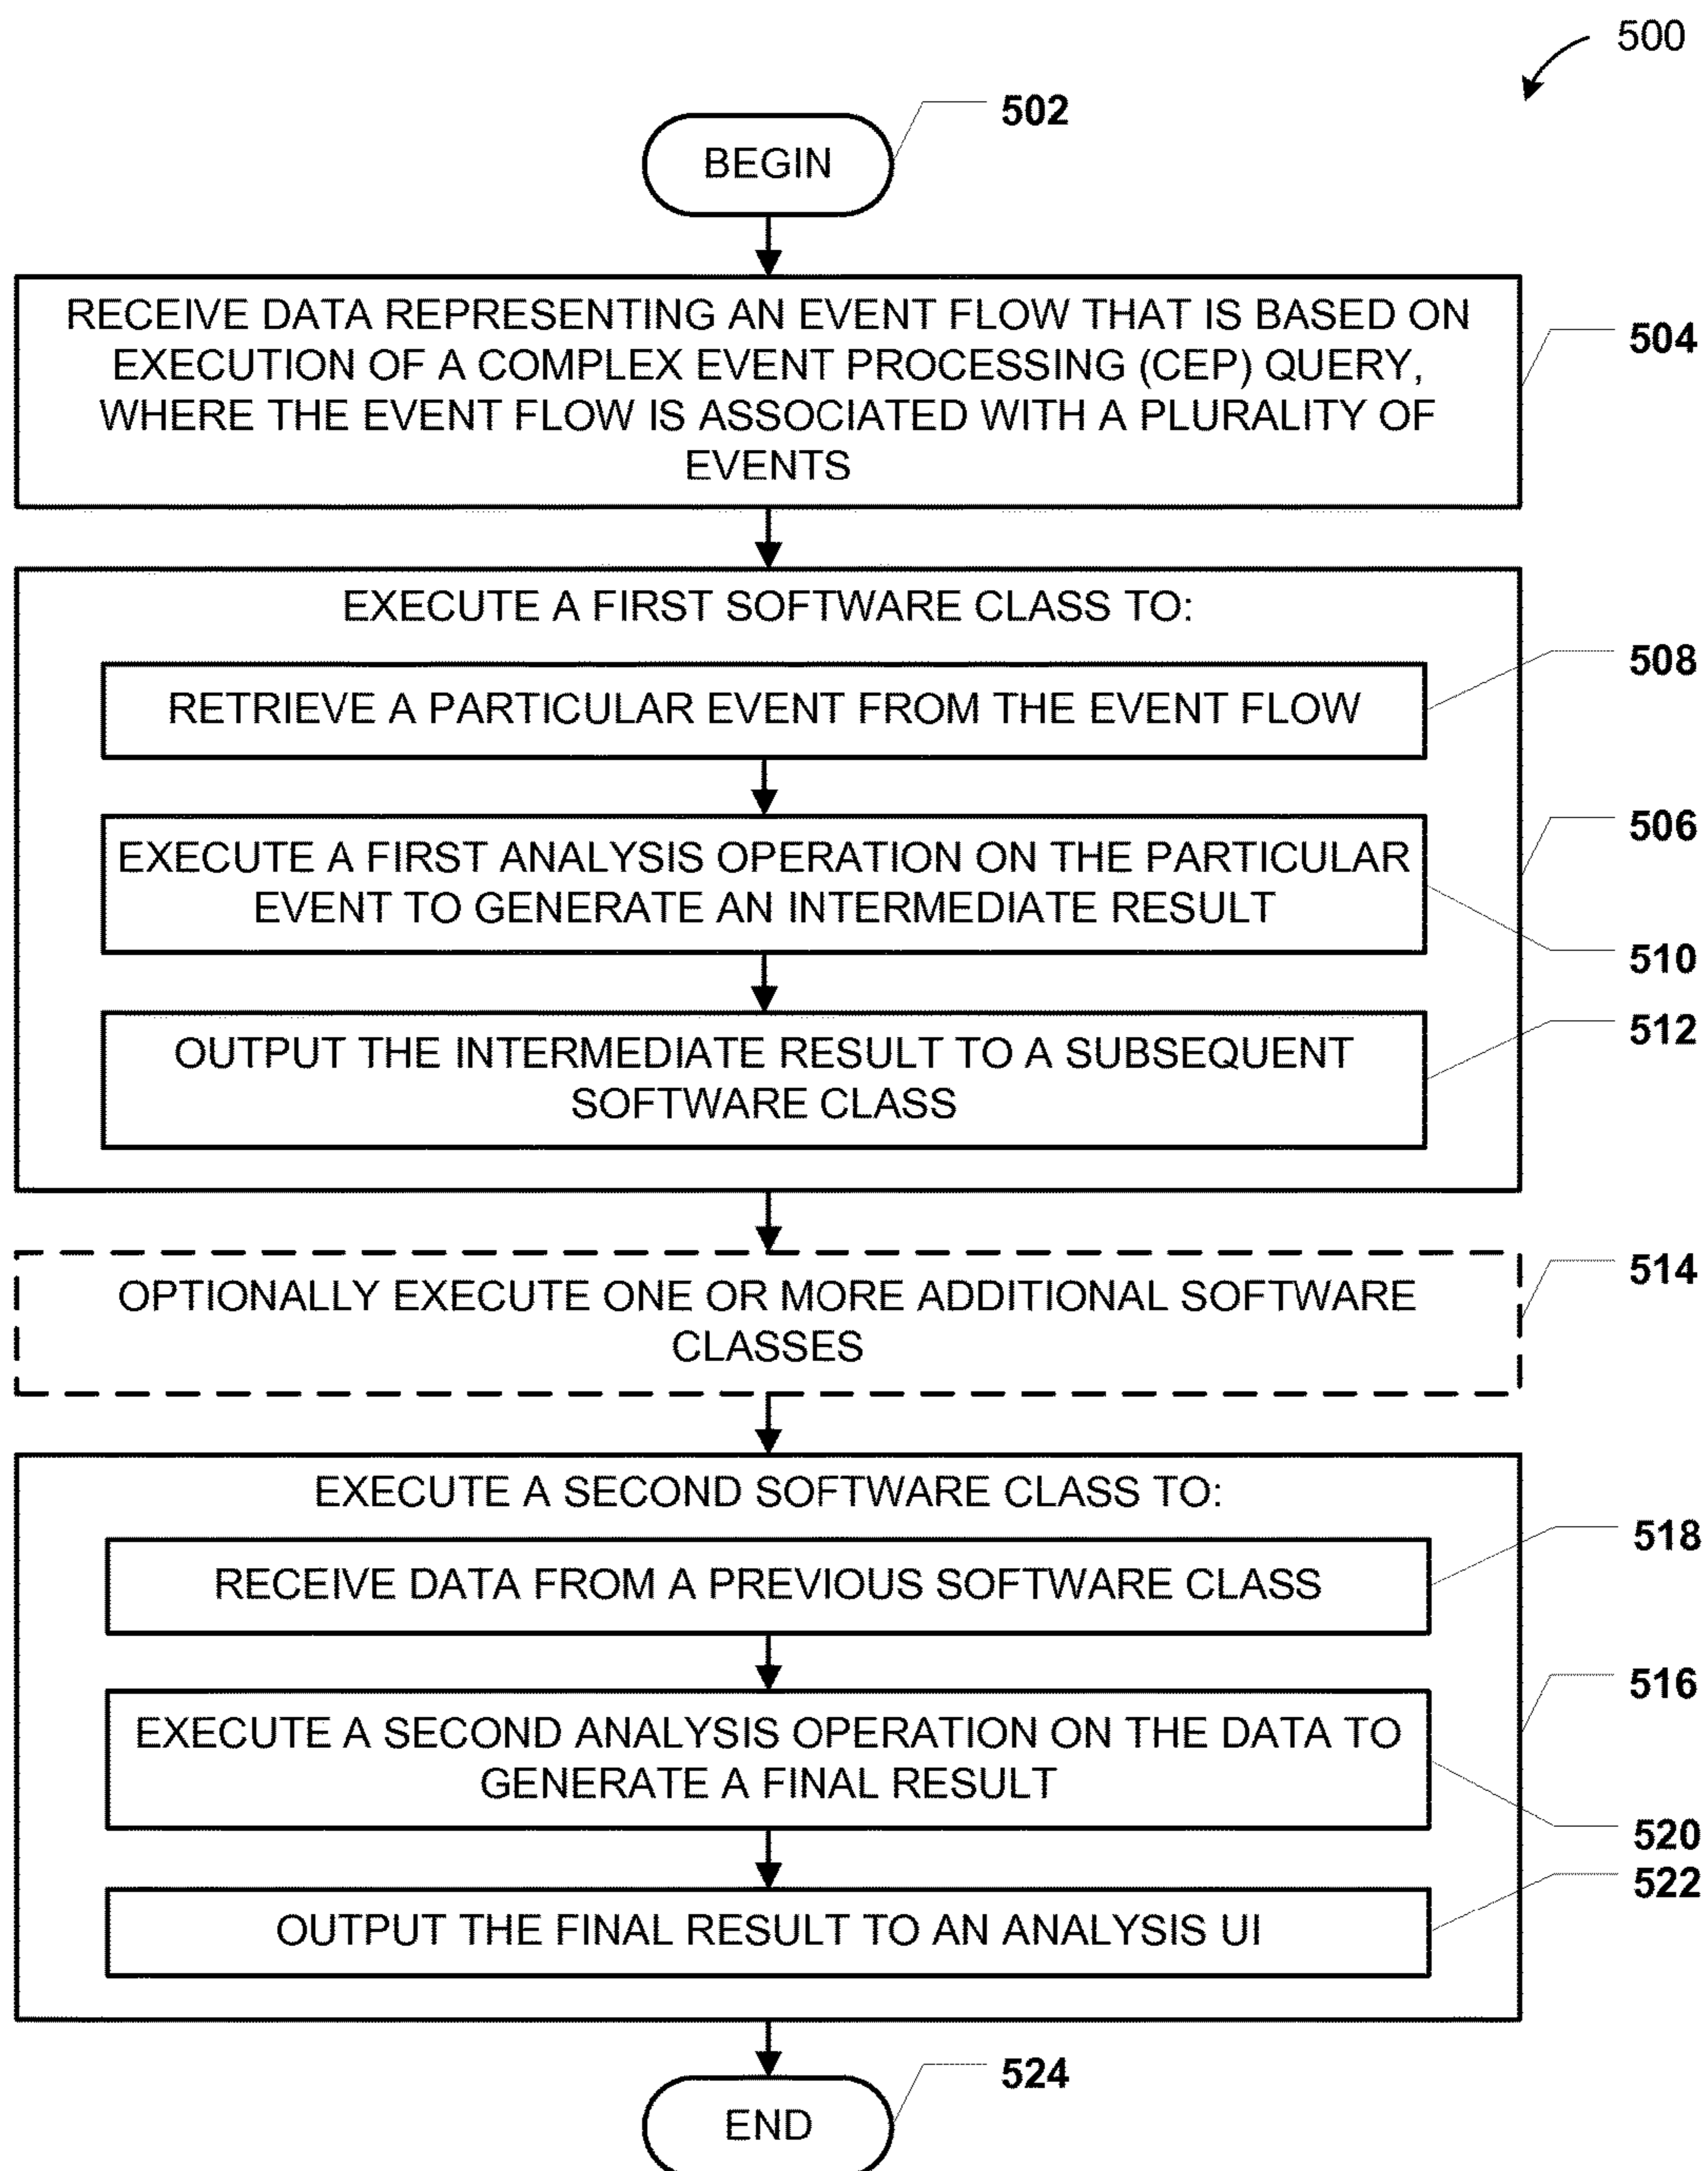 500
502
BEGIN
RECEIVE DATA REPRESENTING AN EVENT FLOW THAT IS BASED ON
EXECUTION OF A COMPLEX EVENT PROCESSING (CEP) QUERY,
WHERE THE EVENT FLOW IS ASSOCIATED WITH A PLURALITY OF
EVENTS
504
EXECUTE A FIRST SOFTWARE CLASS TO:
508
RETRIEVE A PARTICULAR EVENT FROM THE EVENT FLOW
506
EXECUTE A FIRST ANALYSIS OPERATION ON THE PARTICULAR
EVENT TO GENERATE AN INTERMEDIATE RESULT
510
512
OUTPUT THE INTERMEDIATE RESULT TO A SUBSEQUENT
SOFTWARE CLASS
514
OPTIONALLY EXECUTE ONE OR MORE ADDITIONAL SOFTWARE
CLASSES
EXECUTE A SECOND SOFTWARE CLASS TO:
518
RECEIVE DATA FROM A PREVIOUS SOFTWARE CLASS
516
EXECUTE A SECOND ANALYSIS OPERATION ON THE DATA TO
GENERATE A FINAL RESULT
520
522
OUTPUT THE FINAL RESULT TO AN ANALYSIS UI
524
END